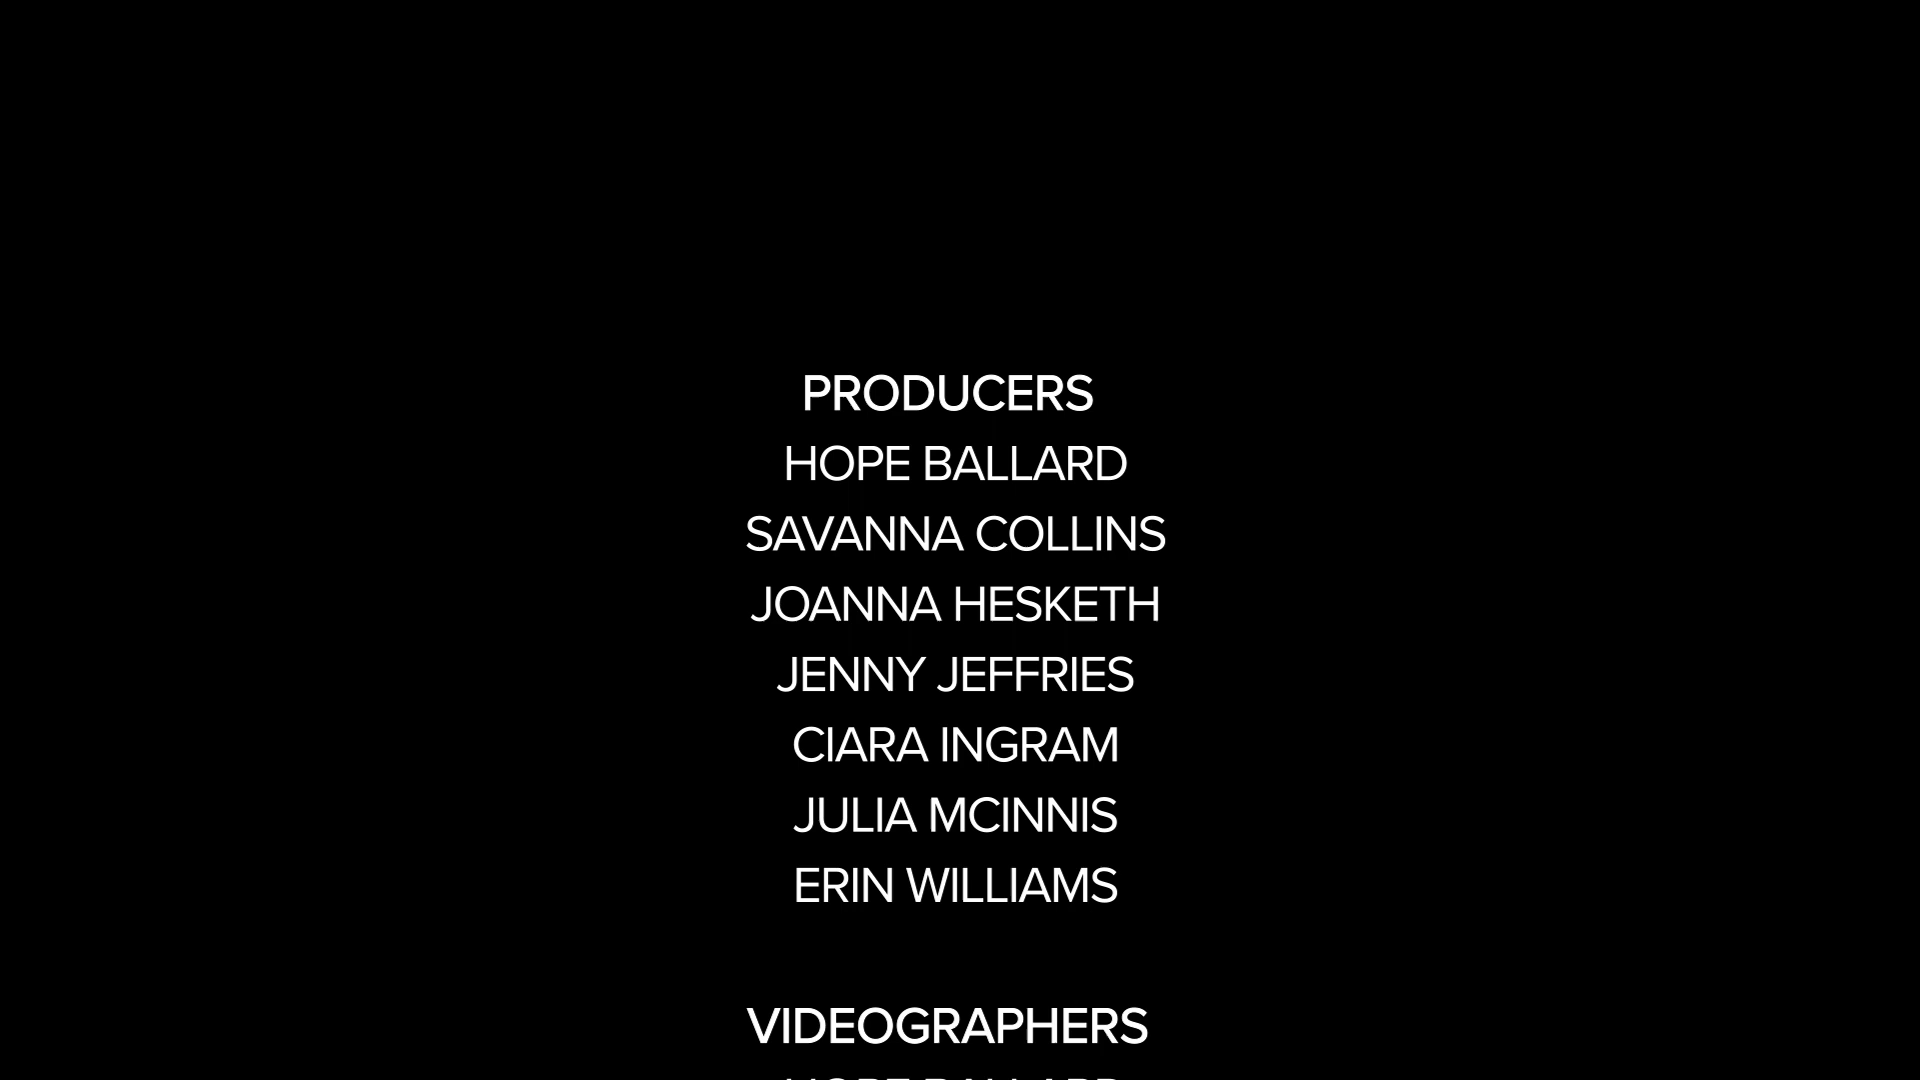 PRODUCERS
HOPE BALLARD
SAVANNA COLLINS
JOANNA HESKETH
JENNY JEFFRIES
CIARA INGRAM
JULIA MCINNIS
ERIN WILLIAMS
VIDEOGRAPHERS